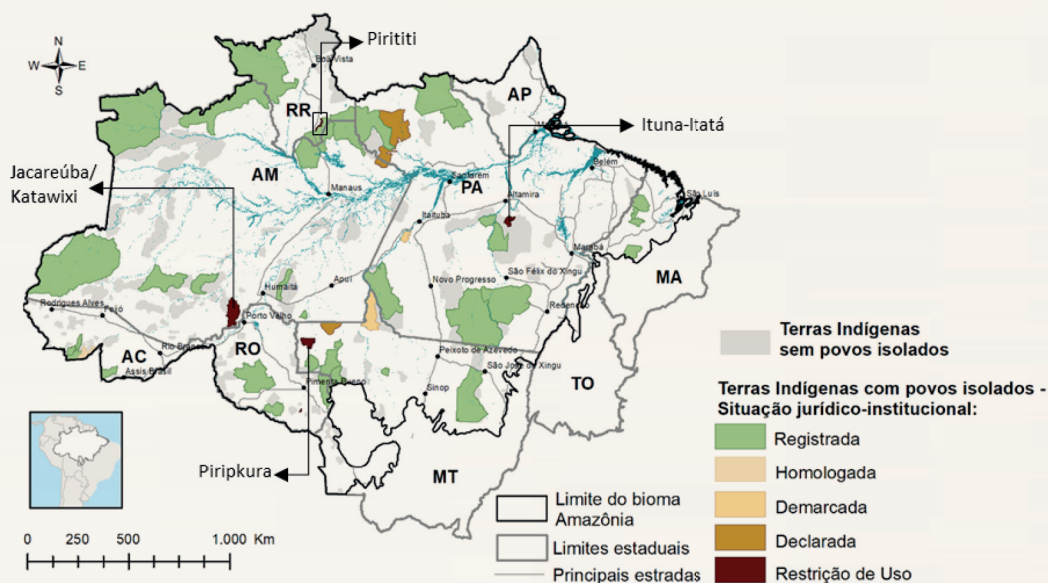 N
W E
S
Pirititi
Boa Vista
RR
AP
Ituna-Itatá
Jacareúba/
Katawixi
AM
Manaus
Santarém
PA
Belém
São Luís
Altamira
Itaituba
Marabá
MA
Humaitá
Apuí
Novo Progresso
São Félix do Xingu
Rodrigues Alves
Feijó
Porto Velho
Redenção
AC
Rio Branco
Assis Brasil
RO
Peixoto de Azevedo
São José do Xingu
Pimenta Bueno
Sinop
TO
Piripkura
MT
Terras Indígenas
sem povos isolados
Terras Indígenas com povos isolados -
Situação jurídico-institucional:
Registrada
Homologada
Demarcada
Declarada
Restrição de Uso
Limite do bioma
Amazônia
Limites estaduais
Principais estradas
0 250 500 1.000 Km